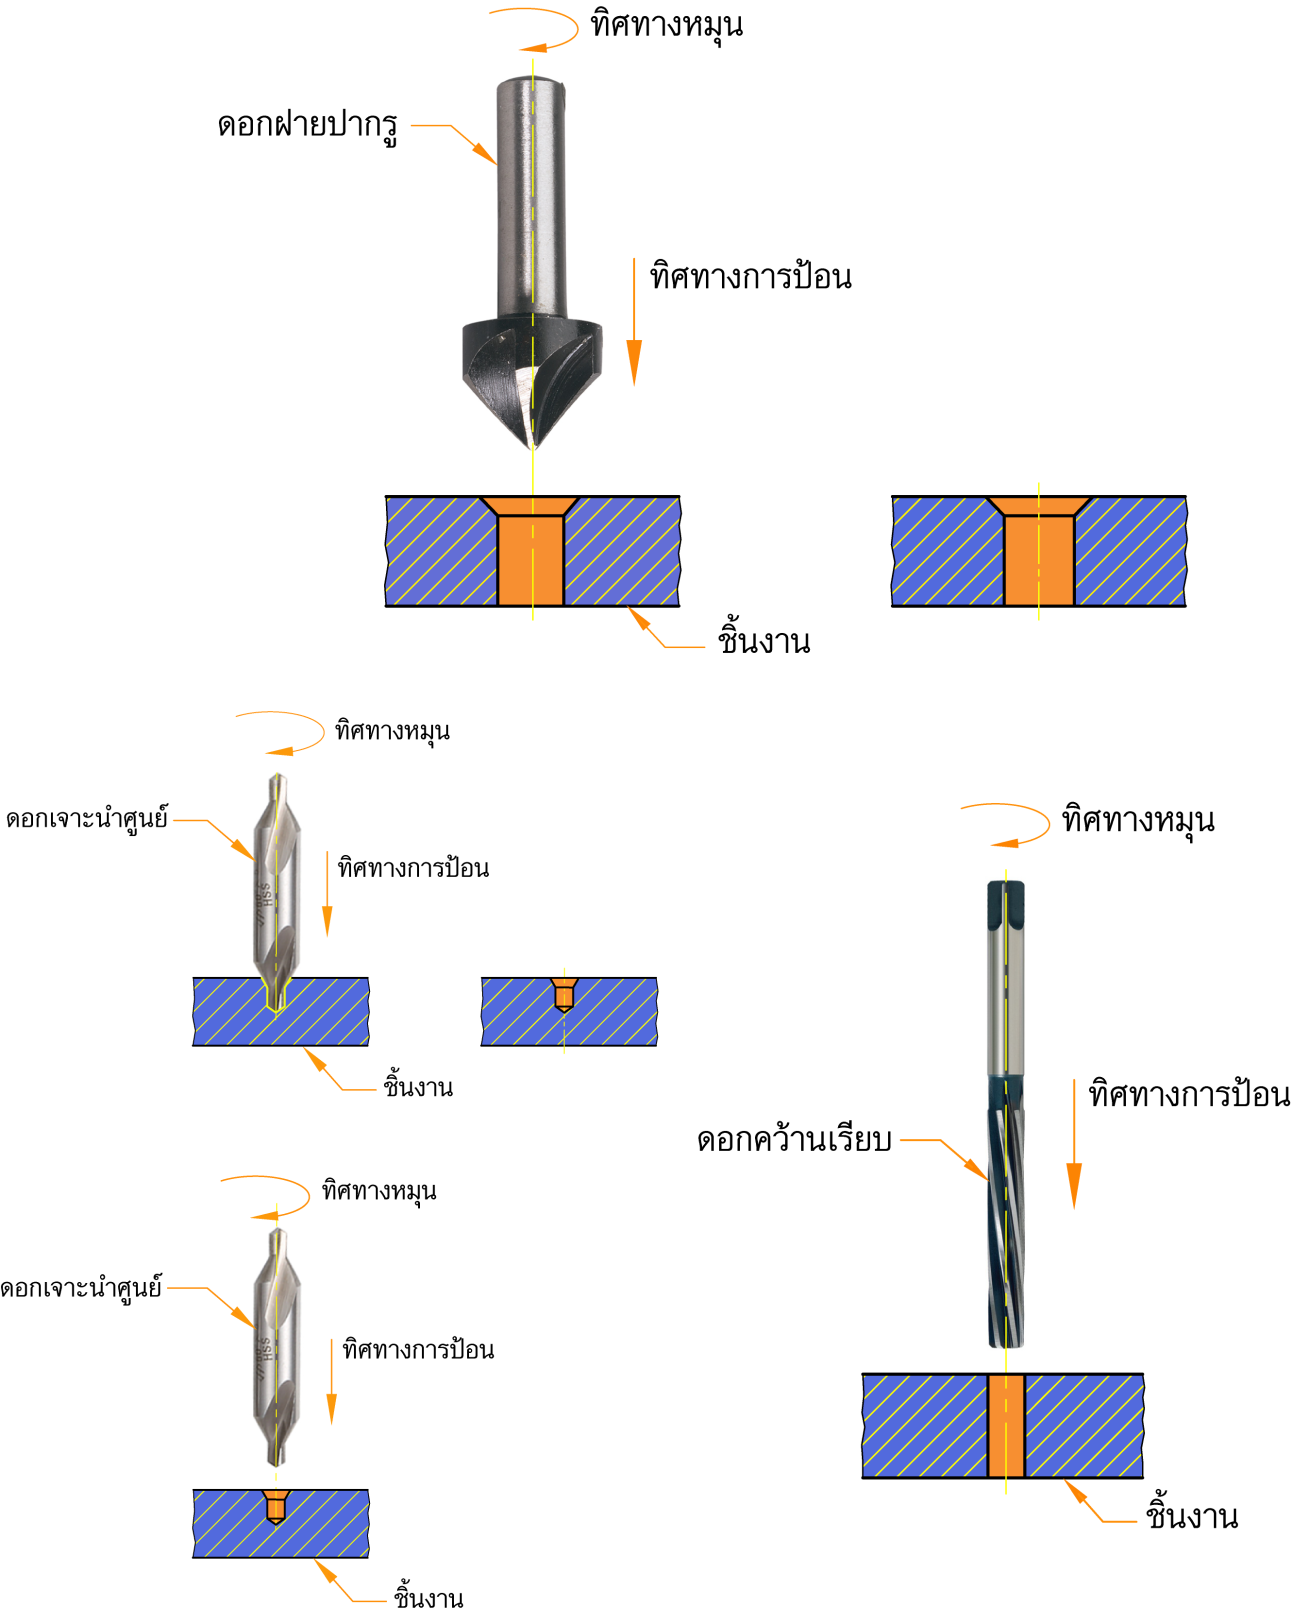 ทิศทางหมุน
ดอกฝายปากรู
ทิศทางการป้อน
ชิ้นงาน
ทิศทางหมุน
ดอกเจาะนำศูนย์
ทิศทางการป้อน
HSS
ชิ้นงาน
ทิศทางหมุน
ทิศทางการป้อน
ดอกคว้านเรียบ
ชิ้นงาน
ทิศทางหมุน
ดอกเจาะนำศูนย์
ทิศทางการป้อน
HSS
ชิ้นงาน